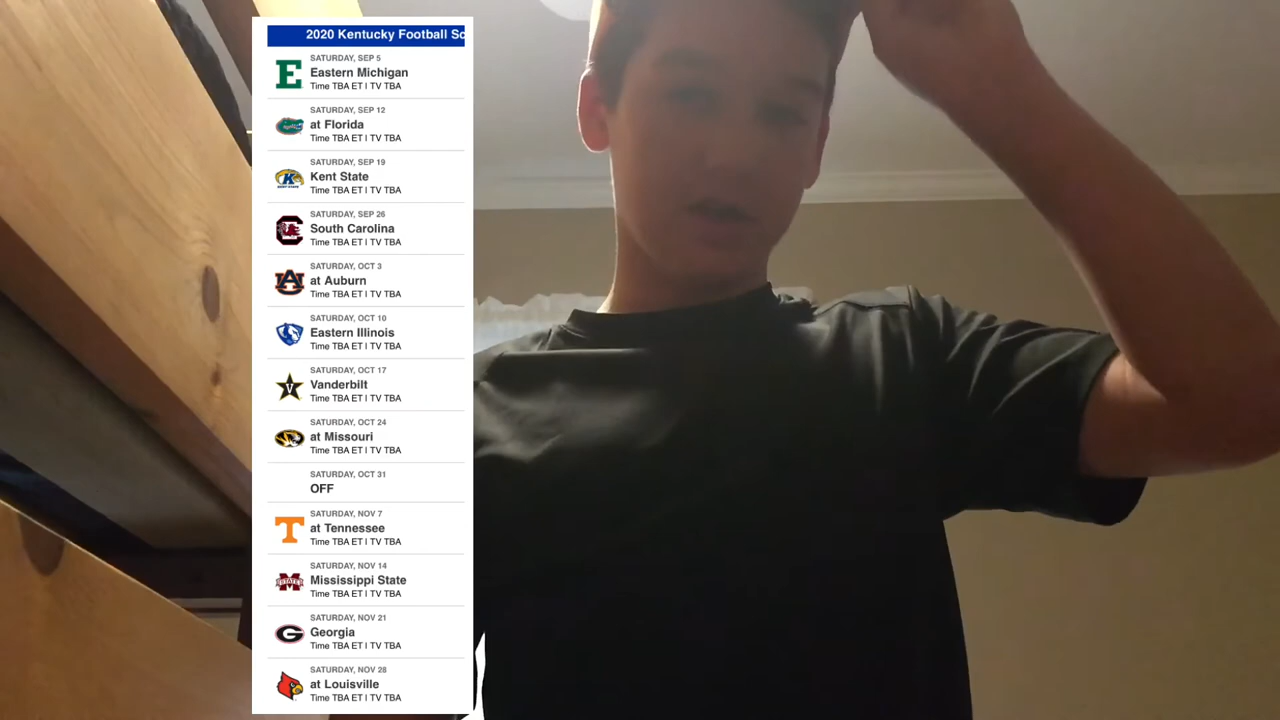 2020 Kentucky Football Sc
SATURDAY, SEP 5
E
Eastern Michigan
Time TBA ET | TV TBA
SATURDAY, SEP 12
at Florida
Time TBA ET | TV TBA
SATURDAY, SEP 19
Kent State
Time TBA ET | TV TBA
SATURDAY, SEP 26
South Carolina
Time TBA ET | TV TBA
SATURDAY, OCT 3
at Auburn
Time TBA ET | TV TBA
SATURDAY, OCT 10
Eastern Illinois
Time TBA ET | TV TBA
SATURDAY, OCT 17
V
Vanderbilt
Time TBA ET | TV TBA
SATURDAY, OCT 24
at Missouri
Time TBA ET | TV TBA
SATURDAY, OCT 31
OFF
SATURDAY, NOV 7
T
at Tennessee
Time TBA ET | TV TBA
SATURDAY, NOV 14
Mississippi State
Time TBA ET | TV TBA
SATURDAY, NOV 21
G
Georgia
Time TBA ET | TV TBA
SATURDAY, NOV 28
at Louisville
Time TBA ET | TV TBA